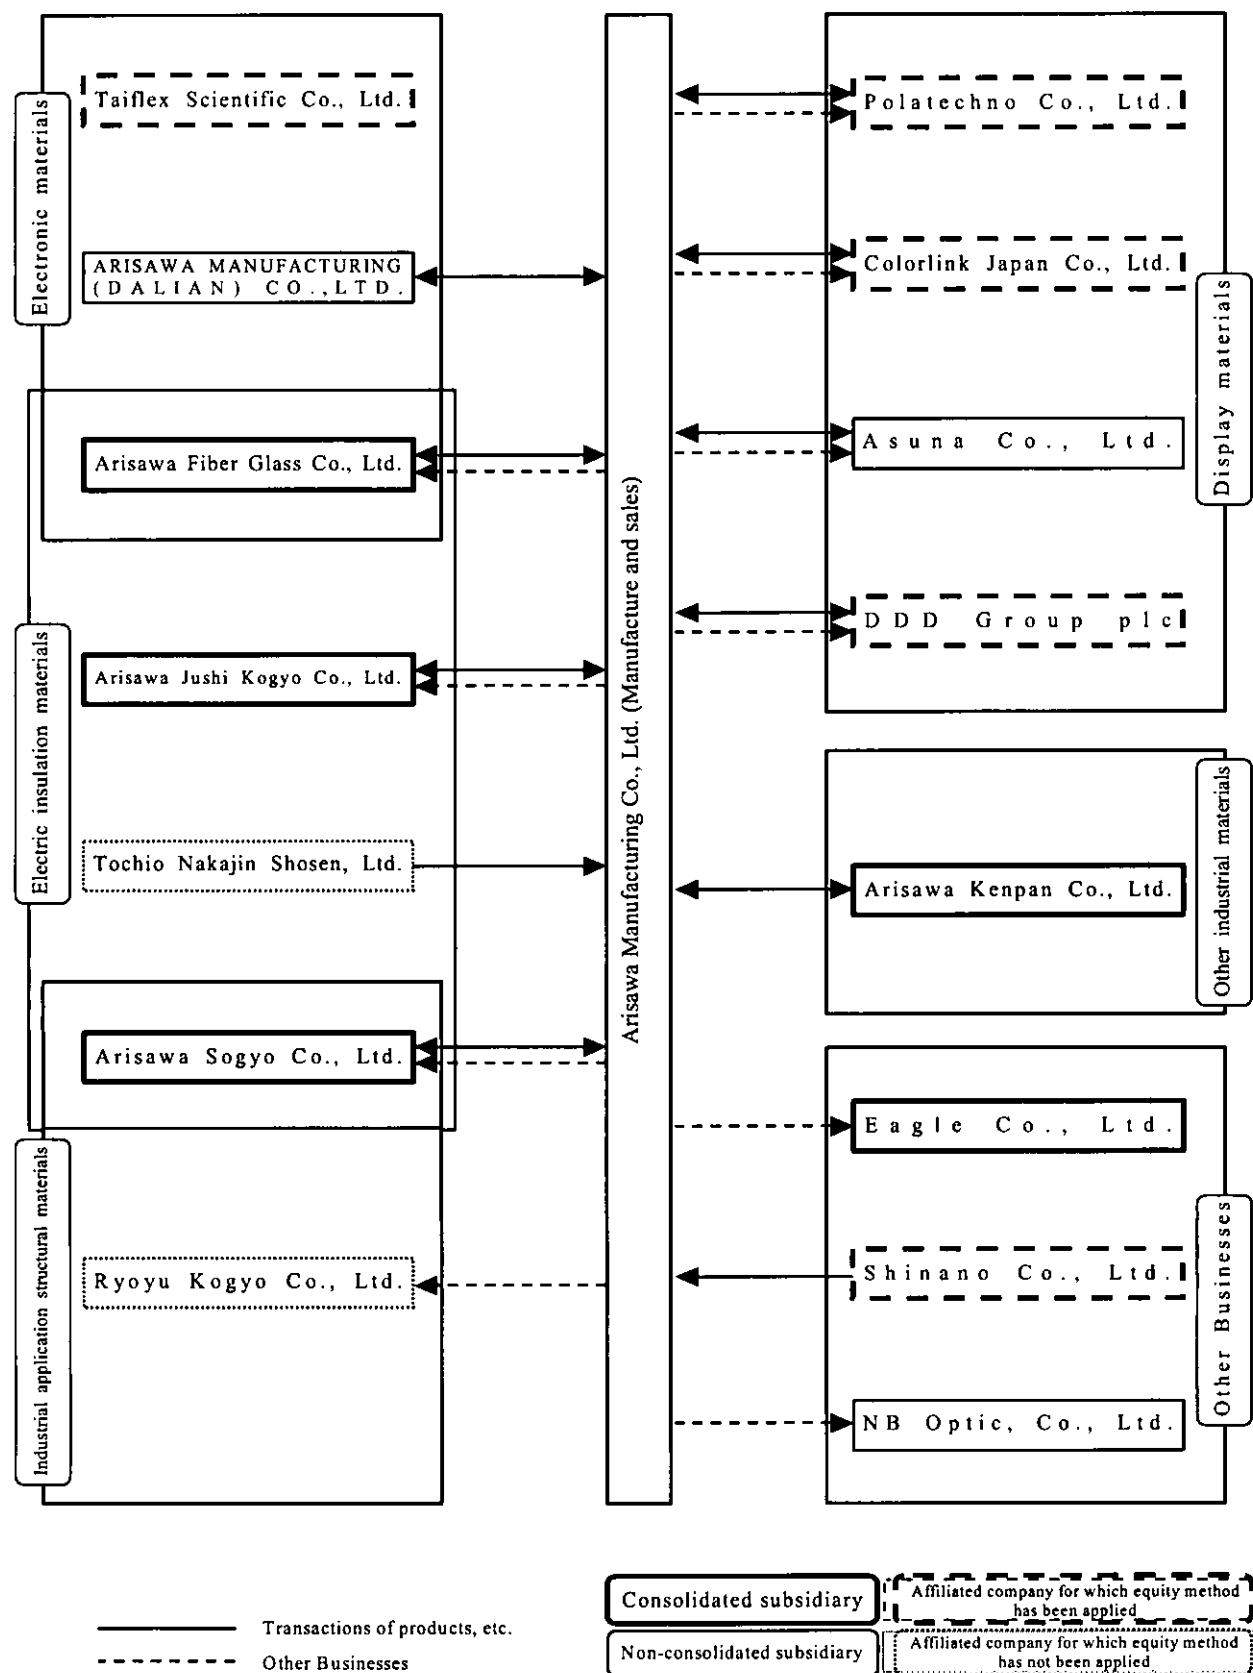 Electronic materials
Taiflex Scientific Co., Ltd.
ARISAWA MANUFACTURING
(DALIAN) CO.,LTD.
Arisawa Fiber Glass Co., Ltd.
Electric insulation materials
Arisawa Jushi Kogyo Co., Ltd.
Tochio Nakajin Shosen, Ltd.
Arisawa Sogyo Co., Ltd.
Industrial application structural materials
Ryoyu Kogyo Co., Ltd.
Arisawa Manufacturing Co., Ltd. (Manufacture and sales)
Polatechno Co., Ltd.
Colorlink Japan Co., Ltd.
Display materials
Asuna Co., Ltd.
DDD Group plc
Other industrial materials
Arisawa Kenpan Co., Ltd.
Eagle Co., Ltd.
Other Businesses
Shinano Co., Ltd.
NB Optic, Co., Ltd.
Transactions of products, etc.
Other Businesses
Consolidated subsidiary
Affiliated company for which equity method
has been applied
Non-consolidated subsidiary
Affiliated company for which equity method
has not been applied